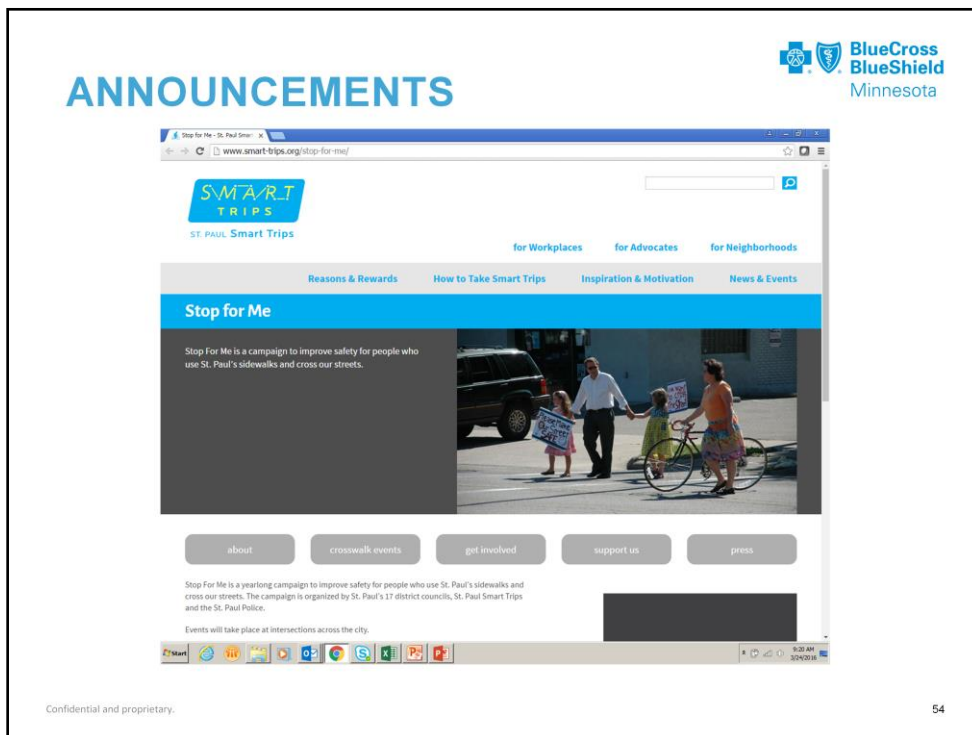 ANNOUNCEMENTS
BlueCross
BlueShield
Minnesota
Stop for Me - St. Paul Smar
www.smart-trips.org/stop-for-me/
SMART
TRIPS
ST. PAUL Smart Trips
for Workplaces for Advocates for Neighborhoods
Reasons & Rewards How to Take Smart Trips Inspiration & Motivation News & Events
Stop for Me
Stop For Me is a campaign to improve safety for people who
use St. Paul's sidewalks and cross our streets.
about crosswalk events get involved support us press
Stop For Me is a yearlong campaign to improve safety for people who use St. Paul's sidewalks and
cross our streets. The campaign is organized by St. Paul's 17 district councils, St. Paul Smart Trips
and the St. Paul Police.
Events will take place at intersections across the city.
Start
9:20 AM
3/24/2016
Confidential and proprietary.
54